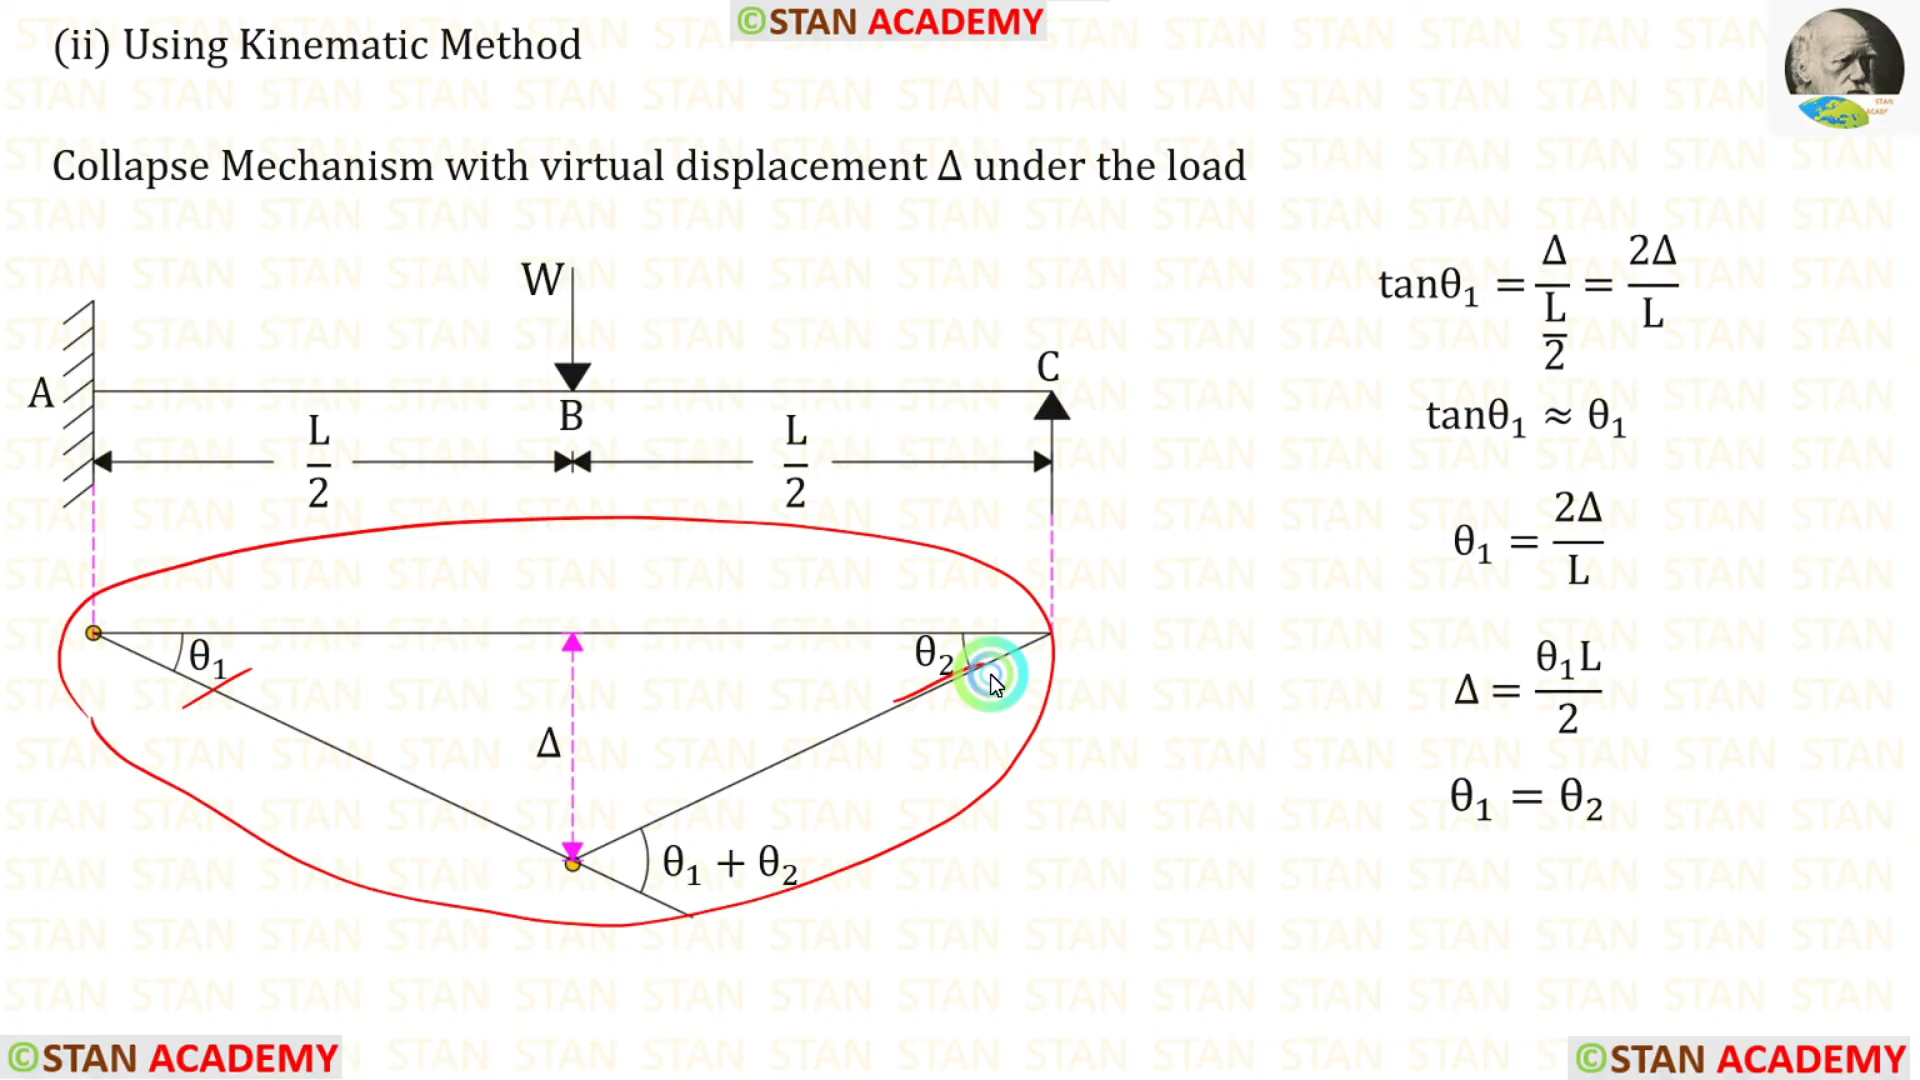 ©STAN ACADEMY
(ii) Using Kinematic Method
Collapse Mechanism with virtual displacement Δ under the load
W
A
B
C
L/2
L/2
θ₁
θ₂
Δ
θ₁ + θ₂
tanθ₁ = Δ/(L/2) = 2Δ/L
tanθ₁ ≈ θ₁
θ₁ = 2Δ/L
Δ = θ₁L/2
θ₁ = θ₂
©STAN ACADEMY
©STAN ACADEMY